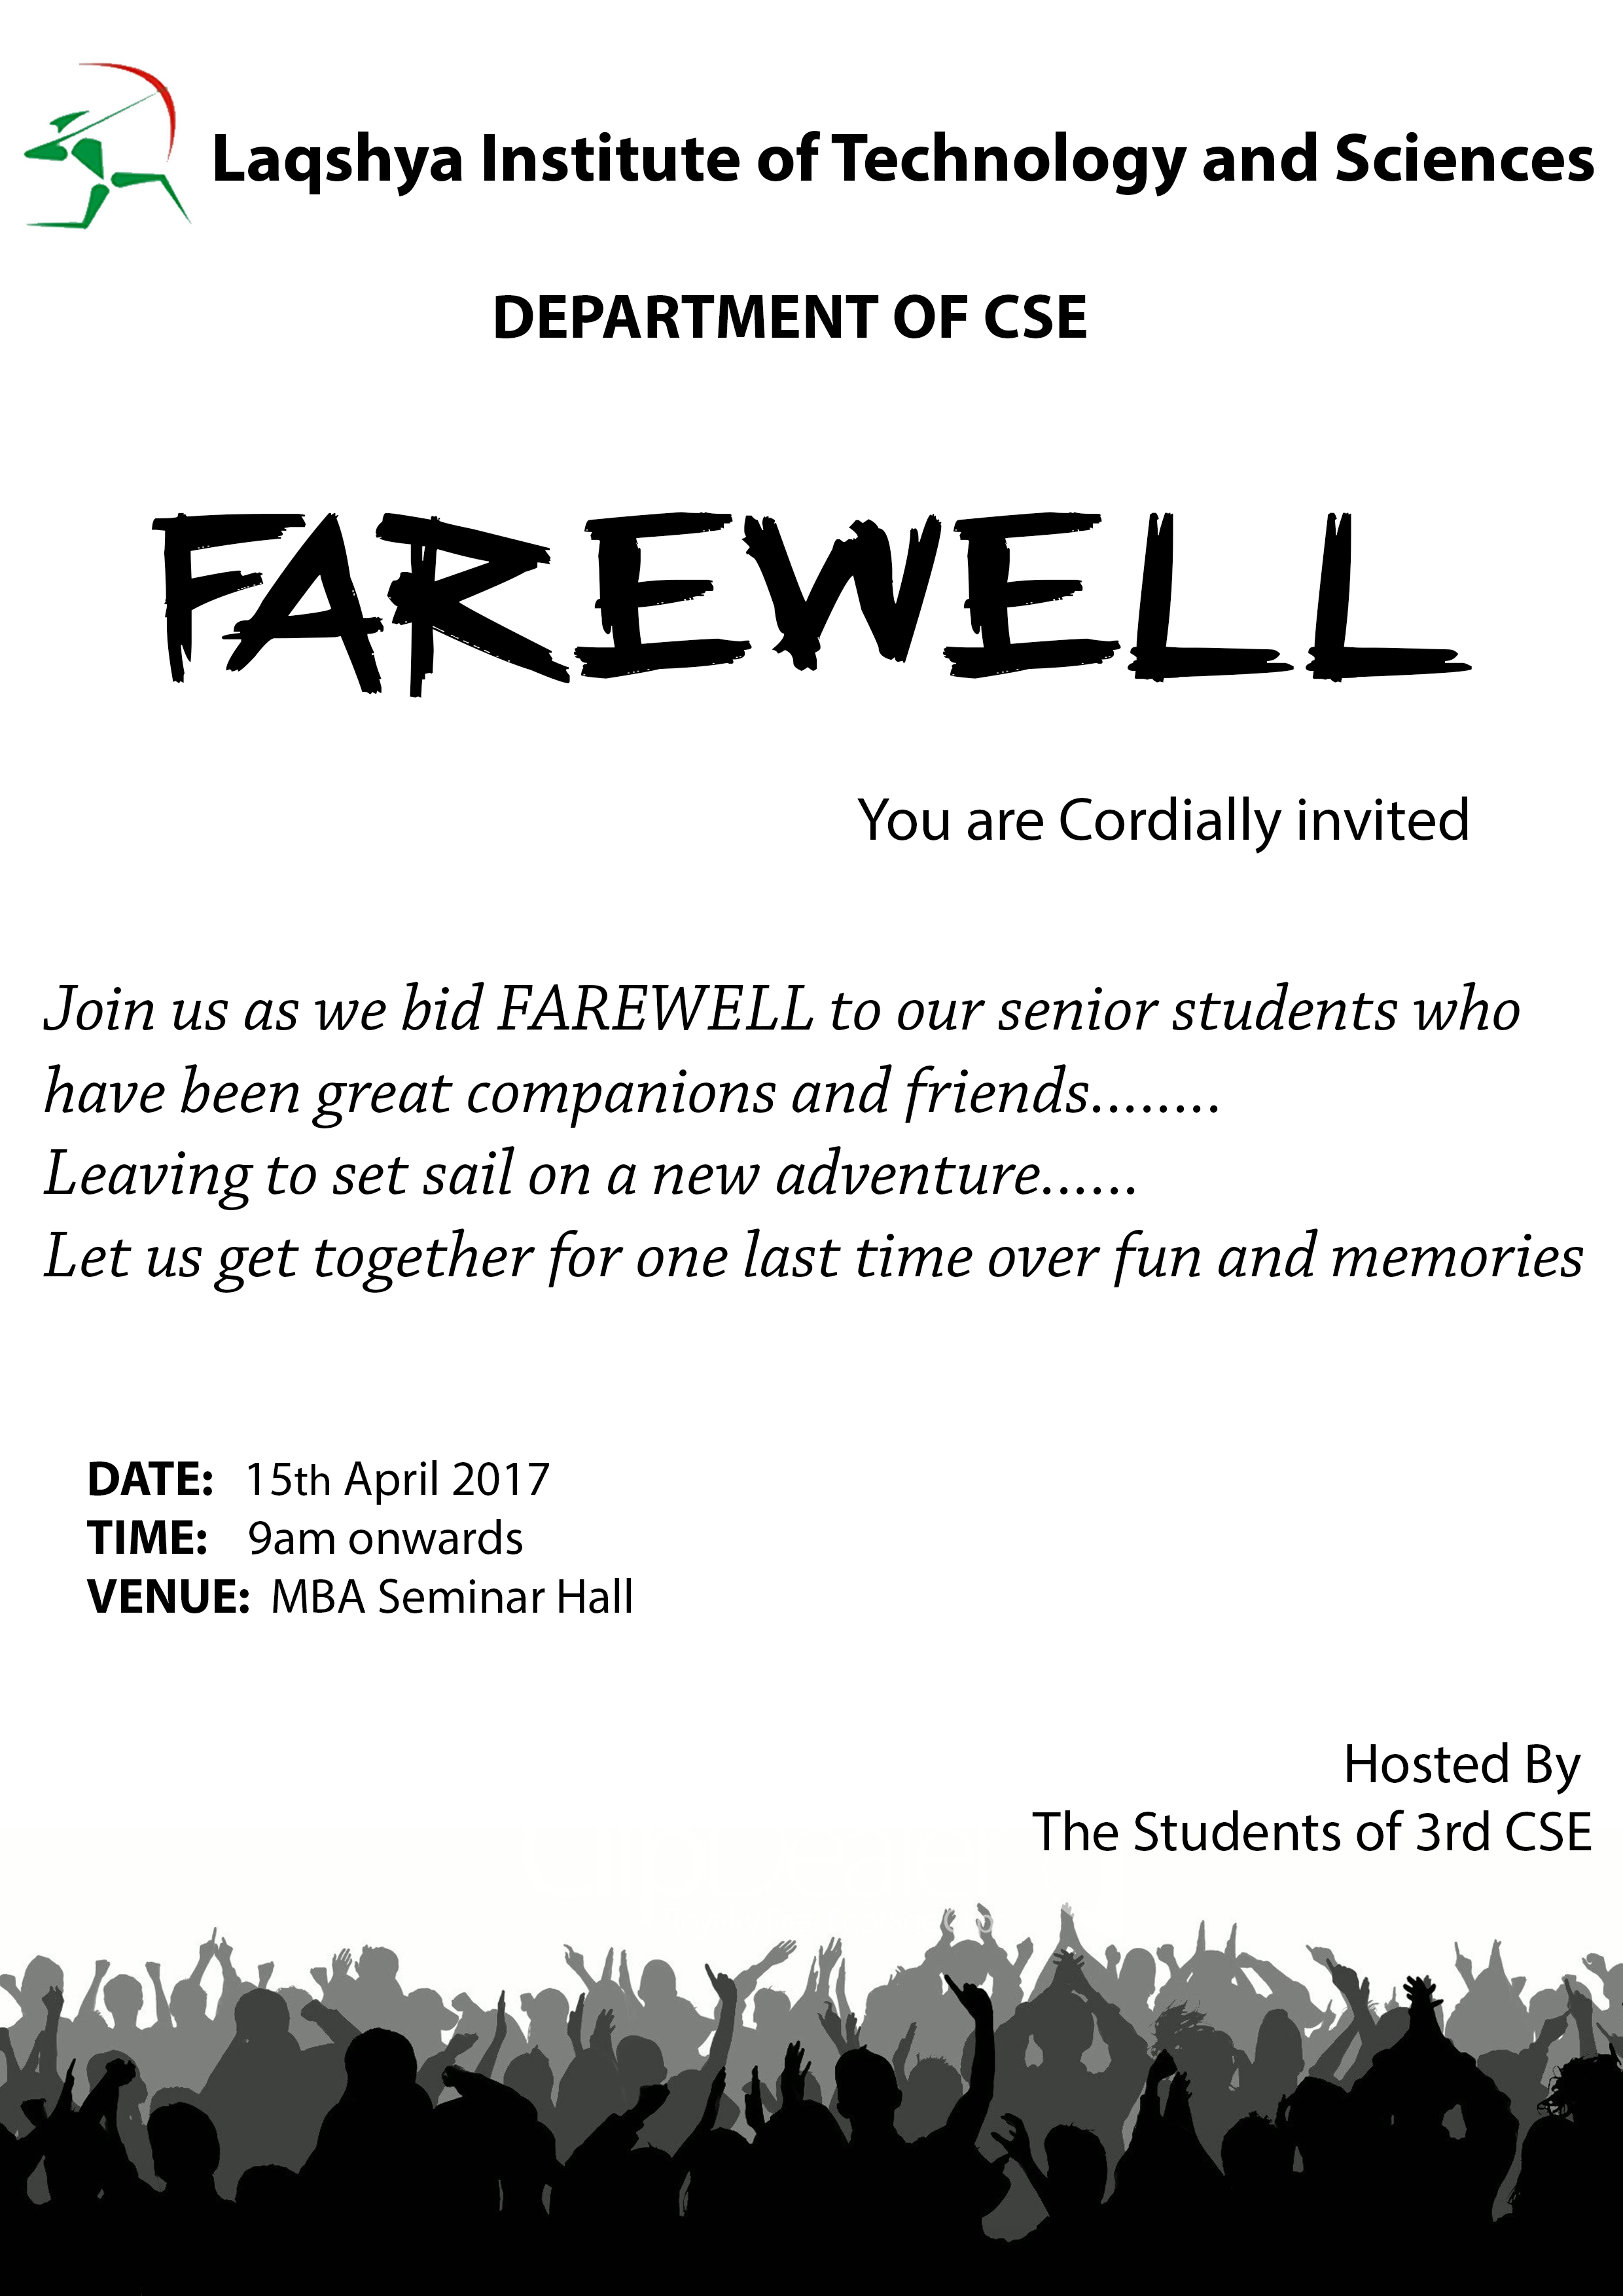 Laqshya Institute of Technology and Sciences
DEPARTMENT OF CSE
FAREWELL
You are Cordially invited
Join us as we bid FAREWELL to our senior students who
have been great companions and friends........
Leaving to set sail on a new adventure......
Let us get together for one last time over fun and memories
DATE: 15th April 2017
TIME: 9am onwards
VENUE: MBA Seminar Hall
Hosted By
The Students of 3rd CSE